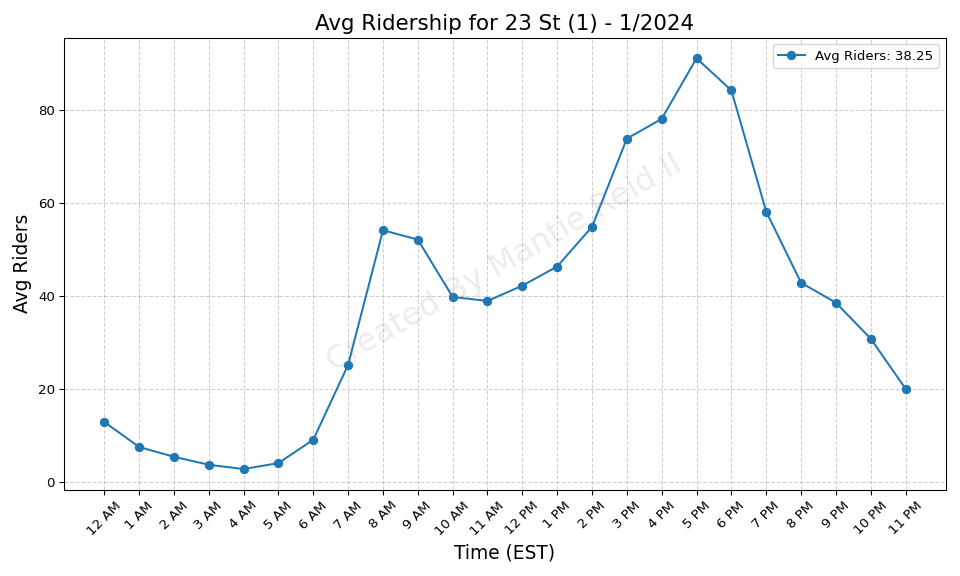 Avg Ridership for 23 St (1) - 1/2024
Avg Riders: 38.25
Avg Riders
80
60
40
20
0
Created By Mantie Reid II
12 AM
1 AM
2 AM
3 AM
4 AM
5 AM
6 AM
7 AM
8 AM
9 AM
10 AM
11 AM
12 PM
1 PM
2 PM
3 PM
4 PM
5 PM
6 PM
7 PM
8 PM
9 PM
10 PM
11 PM
Time (EST)